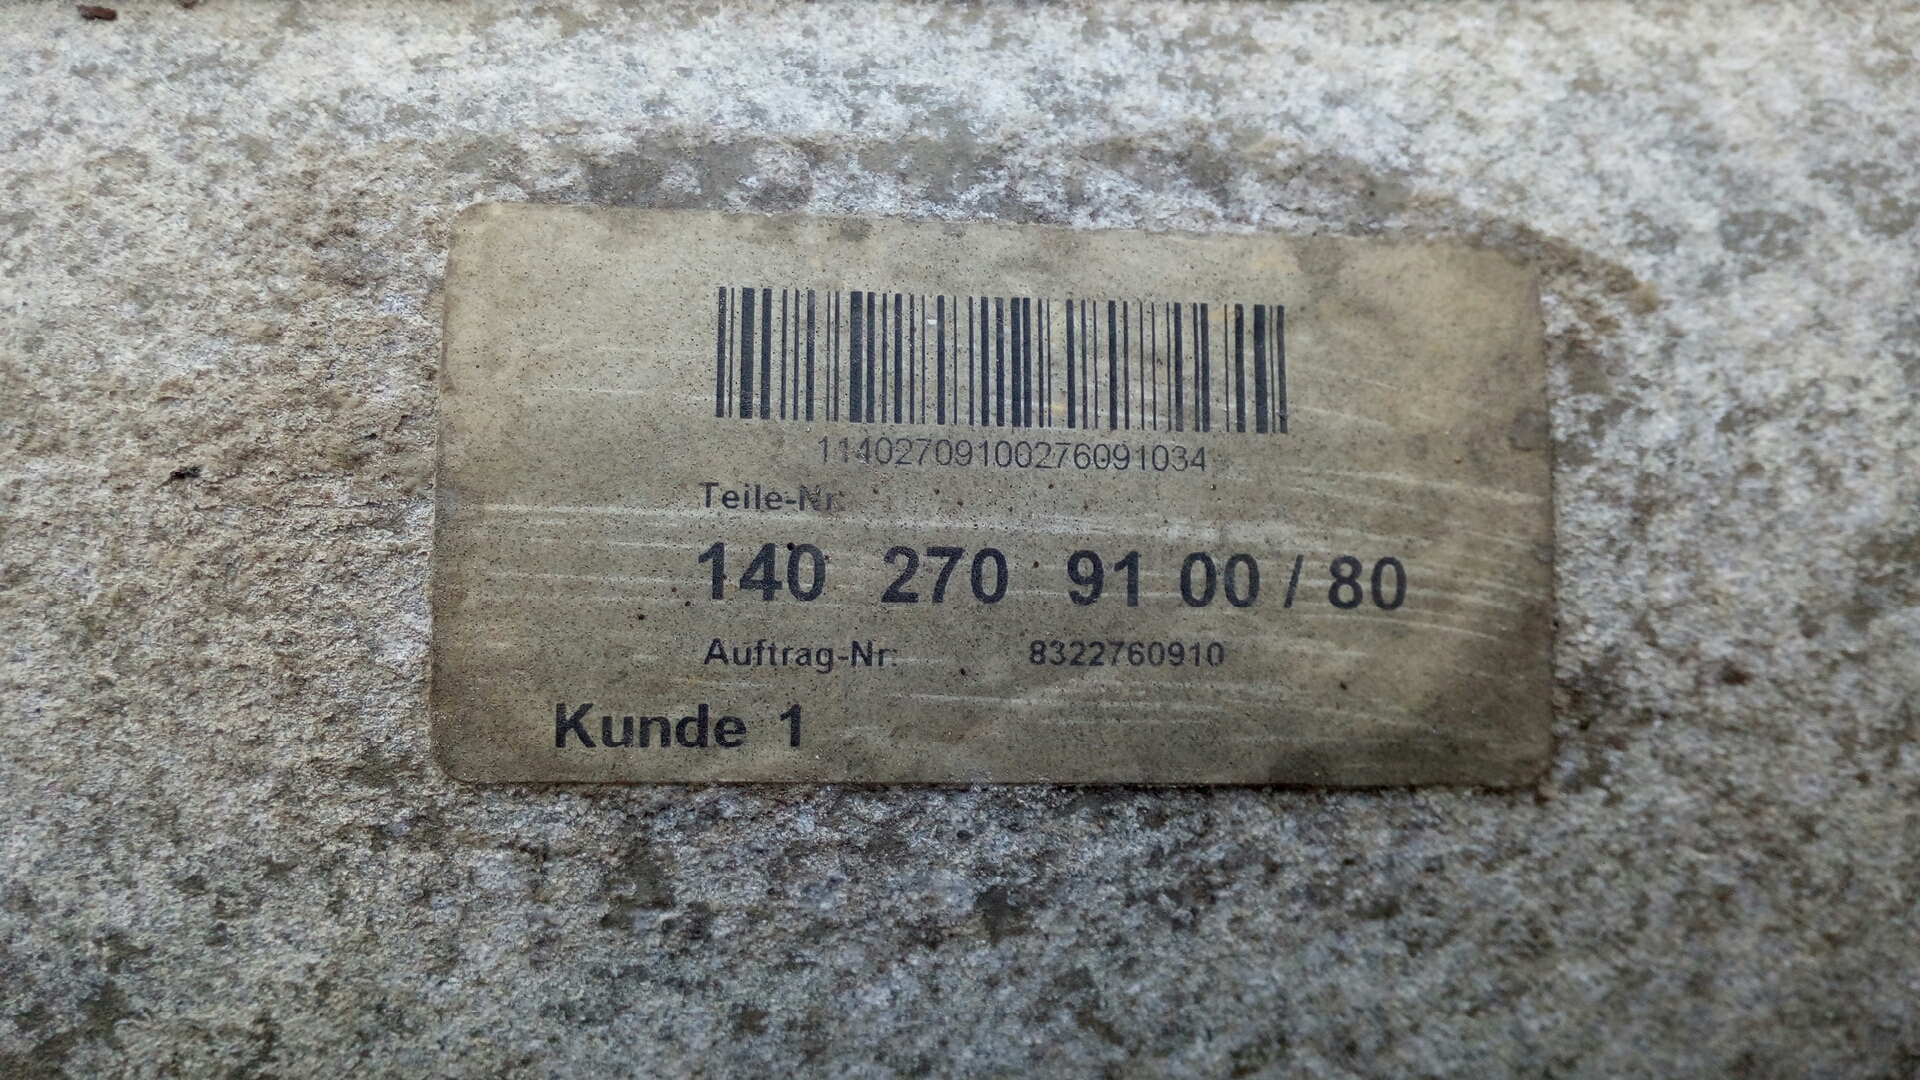 11402709100276091034
Teile-Nr.
140 270 91 00 / 80
Auftrag-Nr: 8322760910
Kunde 1